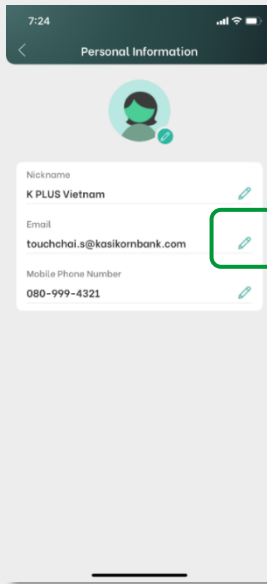 7:24
Personal Information
Nickname
K PLUS Vietnam
Email
touchchai.s@kasikornbank.com
Mobile Phone Number
080-999-4321